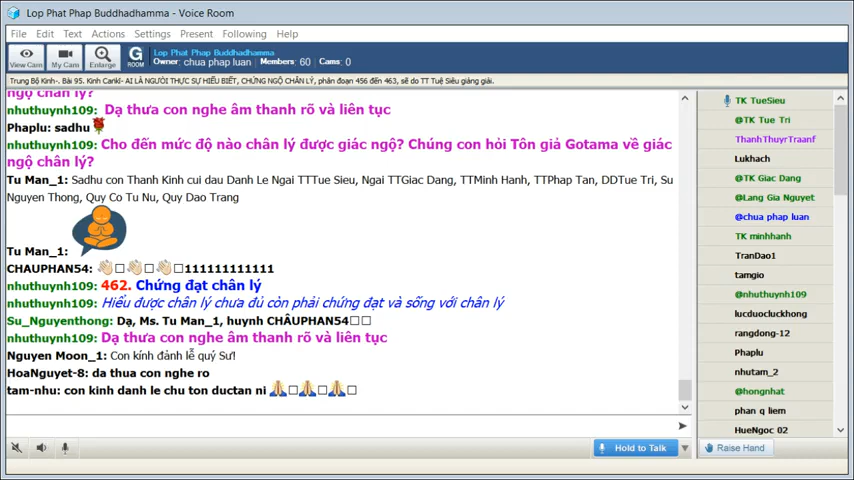 Lop Phat Phap Buddhadhamma - Voice Room
File Edit Text Actions Settings Present Following Help
View Cam My Cam Enlarge G ROOM
Lop Phat Phap Buddhadhamma
Owner: chua phap luan Members: 60 Cams: 0
Trung Bộ Kinh-. Bài 95. Kinh Cankī- AI LÀ NGƯỜI THỰC SỰ HIỂU BIẾT, CHỨNG NGỘ CHÂN LÝ, phân đoạn 456 đến 463, sẽ do TT Tuệ Siêu giảng giải.
ngộ chân lý?
nhuthuynh109: Dạ thưa con nghe âm thanh rõ và liên tục
Phaplu: sadhu
nhuthuynh109: Cho đến mức độ nào chân lý được giác ngộ? Chúng con hỏi Tôn giả Gotama về giác
ngộ chân lý?
Tu Man_1: Sadhu con Thanh Kinh cui dau Danh Le Ngai TTTue Sieu, Ngai TTGiac Dang, TTMinh Hanh, TTPhap Tan, DDTue Tri, Su
Nguyen Thong, Quy Co Tu Nu, Quy Dao Trang
Tu Man_1:
CHAUPHAN54: 👏🏻□👏🏻□👏🏻□111111111111
nhuthuynh109: 462. Chứng đạt chân lý
nhuthuynh109: Hiểu được chân lý chưa đủ còn phải chứng đạt và sống với chân lý
Su_Nguyenthong: Dạ, Ms. Tu Man_1, huynh CHÂUPHAN54□□
nhuthuynh109: Dạ thưa con nghe âm thanh rõ và liên tục
Nguyen Moon_1: Con kính đảnh lễ quý Sư!
HoaNguyet-8: da thua con nghe ro
tam-nhu: con kinh danh le chu ton ductan ni 🙏□🙏□🙏□
Hold to Talk
TK TueSieu
@TK Tue Tri
ThanhThuyrTraanf
Lukhach
@TK Giac Dang
@Lang Gia Nguyet
@chua phap luan
TK minhhanh
TranDao1
tamgio
@nhuthuynh109
lucduocluckhong
rangdong-12
Phaplu
nhutam_2
@hongnhat
phan q liem
HueNgoc 02
Raise Hand